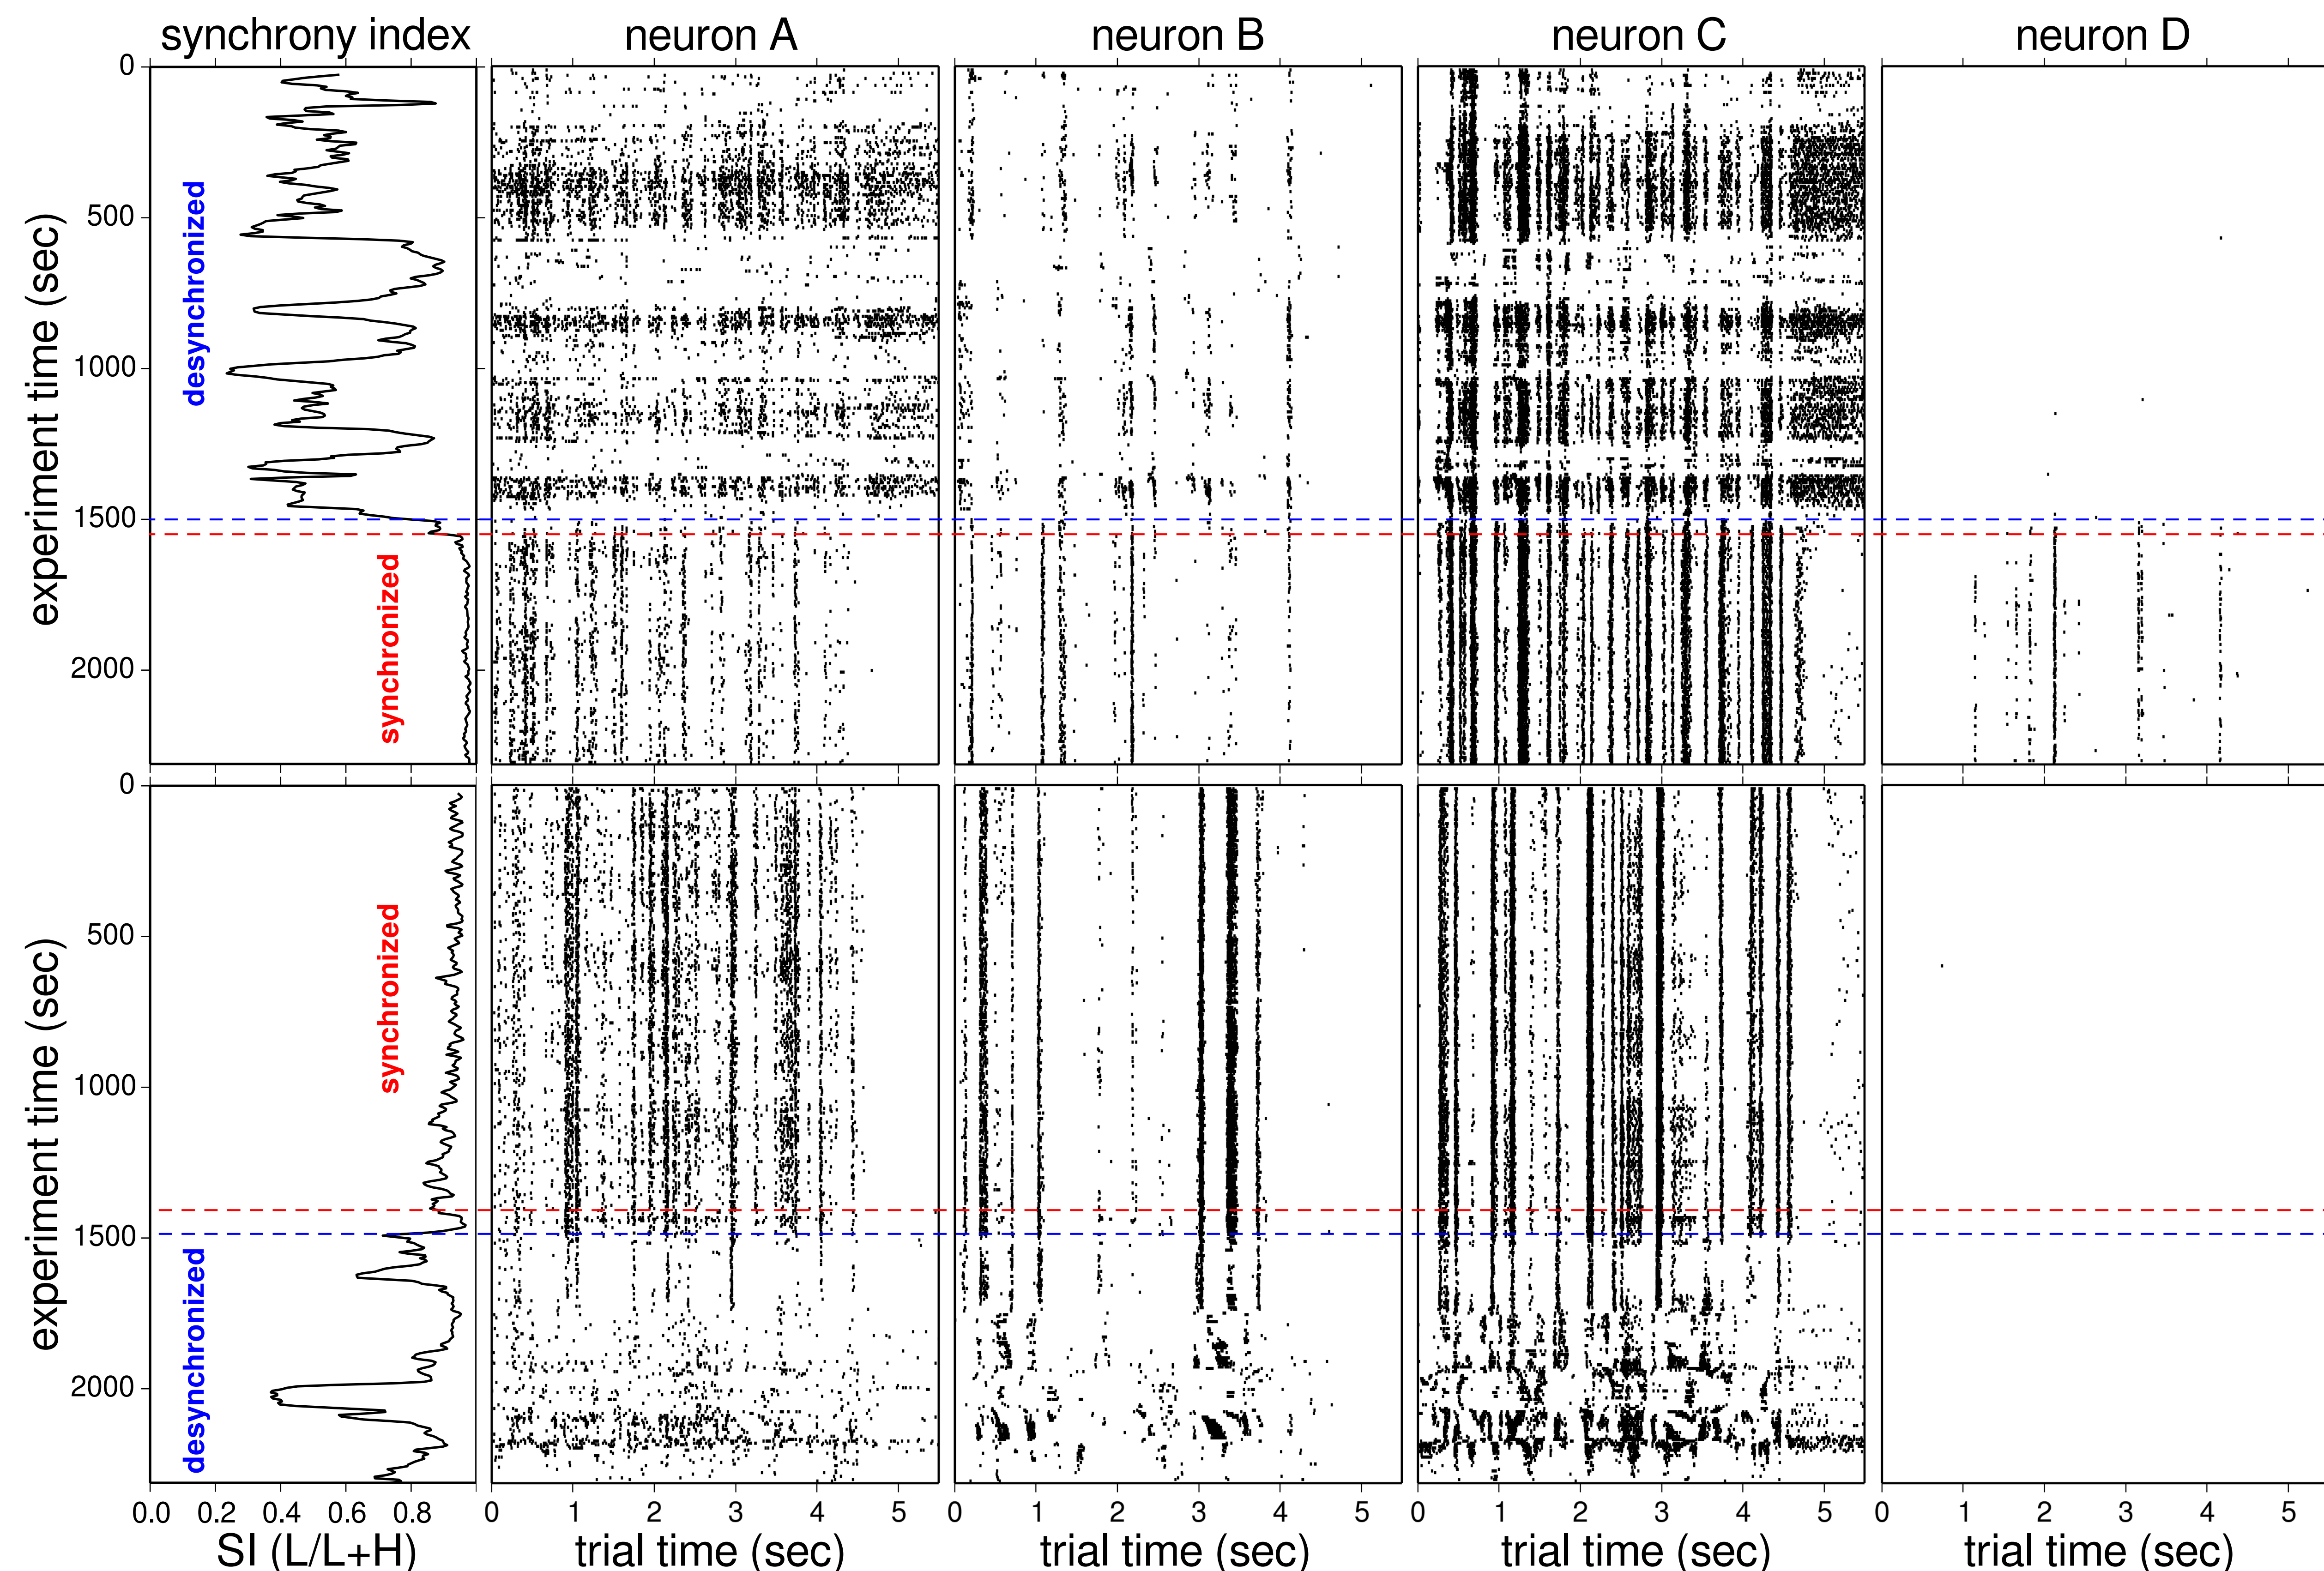 synchrony index
neuron A
neuron B
neuron C
neuron D
0
500
1000
1500
2000
experiment time (sec)
desynchronized
synchronized
0
500
1000
1500
2000
experiment time (sec)
synchronized
desynchronized
0.0 0.2 0.4 0.6 0.8
1 2 3 4 5
0 1 2 3 4 5
0 1 2 3 4 5
0 1 2 3 4 5
SI (L/L+H)
trial time (sec)
trial time (sec)
trial time (sec)
trial time (sec)